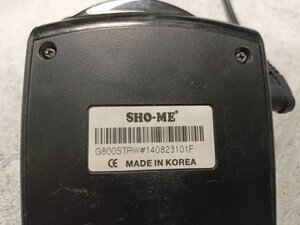 SHO-ME®
G800STRW#140823101F
CE MADE IN KOREA